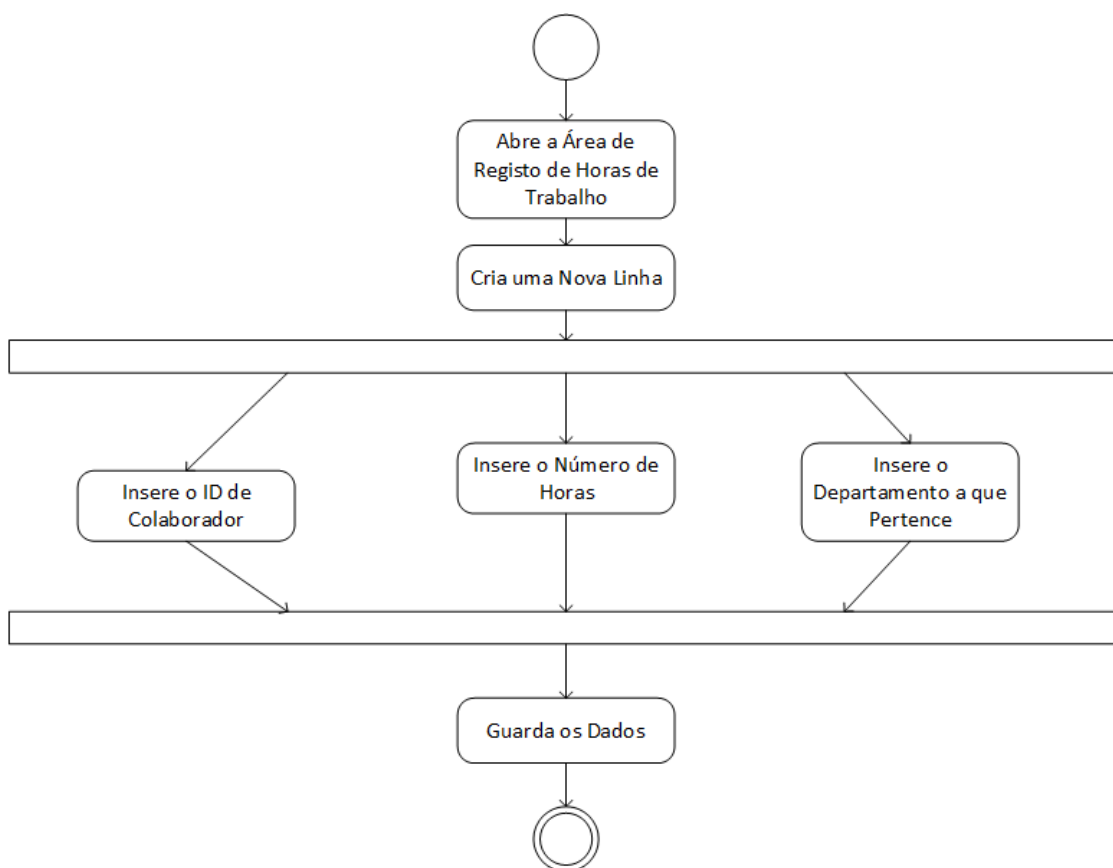 Abre a Área de
Registo de Horas de
Trabalho
Cria uma Nova Linha
Insere o ID de
Colaborador
Insere o Número de
Horas
Insere o
Departamento a que
Pertence
Guarda os Dados